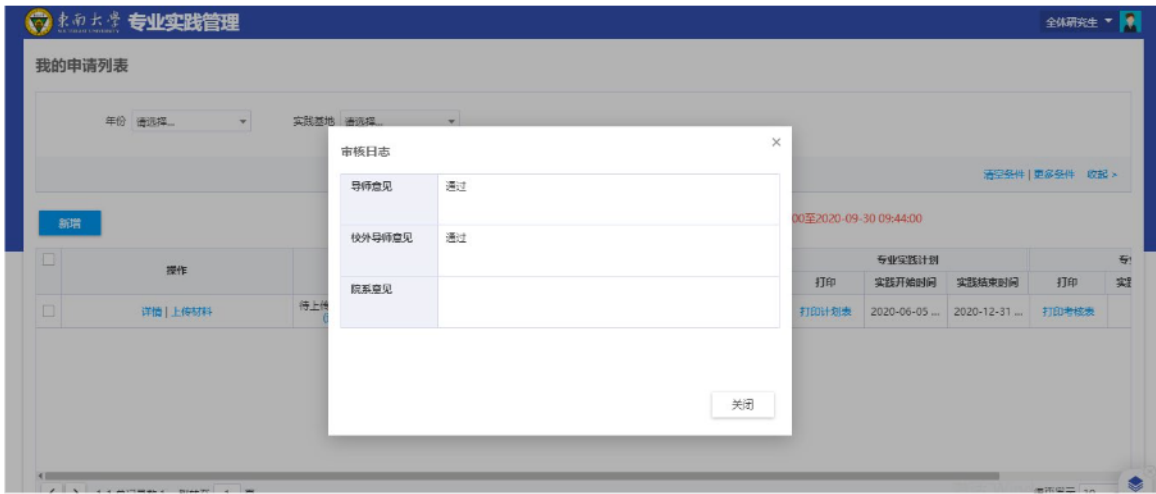 東南大學 专业实践管理
全体研究生
我的申请列表
年份 请选择...
实践基地 请选择...
清空条件 | 更多条件 收起 >
新增
00至2020-09-30 09:44:00
审核日志
×
导师意见 通过
校外导师意见 通过
院系意见
关闭
操作
专业实践计划
打印 实践开始时间 实践结束时间 打印
详情 | 上传材料
待上传
打印计划表 2020-06-05 ... 2020-12-31 ... 打印考核表